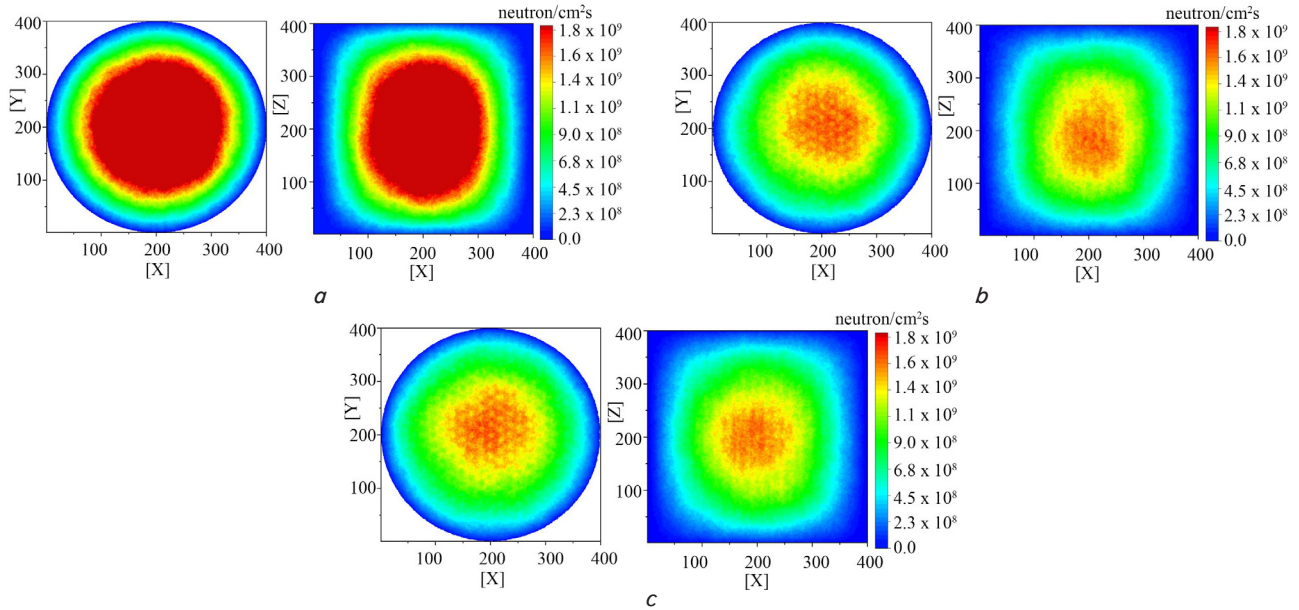 neutron/cm²s
400
300
200
100
[Y]
100 200 300 400
[X]
400
300
200
100
[Z]
100 200 300 400
[X]
1.8 x 10⁹
1.6 x 10⁹
1.4 x 10⁹
1.1 x 10⁹
9.0 x 10⁸
6.8 x 10⁸
4.5 x 10⁸
2.3 x 10⁸
0.0
a
neutron/cm²s
400
300
200
100
[Y]
100 200 300 400
[X]
400
300
200
100
[Z]
100 200 300 400
[X]
1.8 x 10⁹
1.6 x 10⁹
1.4 x 10⁹
1.1 x 10⁹
9.0 x 10⁸
6.8 x 10⁸
4.5 x 10⁸
2.3 x 10⁸
0.0
b
neutron/cm²s
400
300
200
100
[Y]
100 200 300 400
[X]
400
300
200
100
[Z]
100 200 300 400
[X]
1.8 x 10⁹
1.6 x 10⁹
1.4 x 10⁹
1.1 x 10⁹
9.0 x 10⁸
6.8 x 10⁸
4.5 x 10⁸
2.3 x 10⁸
0.0
c